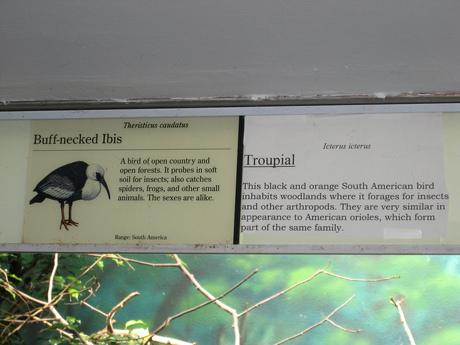 Theristicus caudatus
Buff-necked Ibis
A bird of open country and
open forests. It probes in soft
soil for insects; also catches
spiders, frogs, and other small
animals. The sexes are alike.
Range: South America
Icterus icterus
Troupial
This black and orange South American bird
inhabits woodlands where it forages for insects
and other arthropods. They are very similar in
appearance to American orioles, which form
part of the same family.